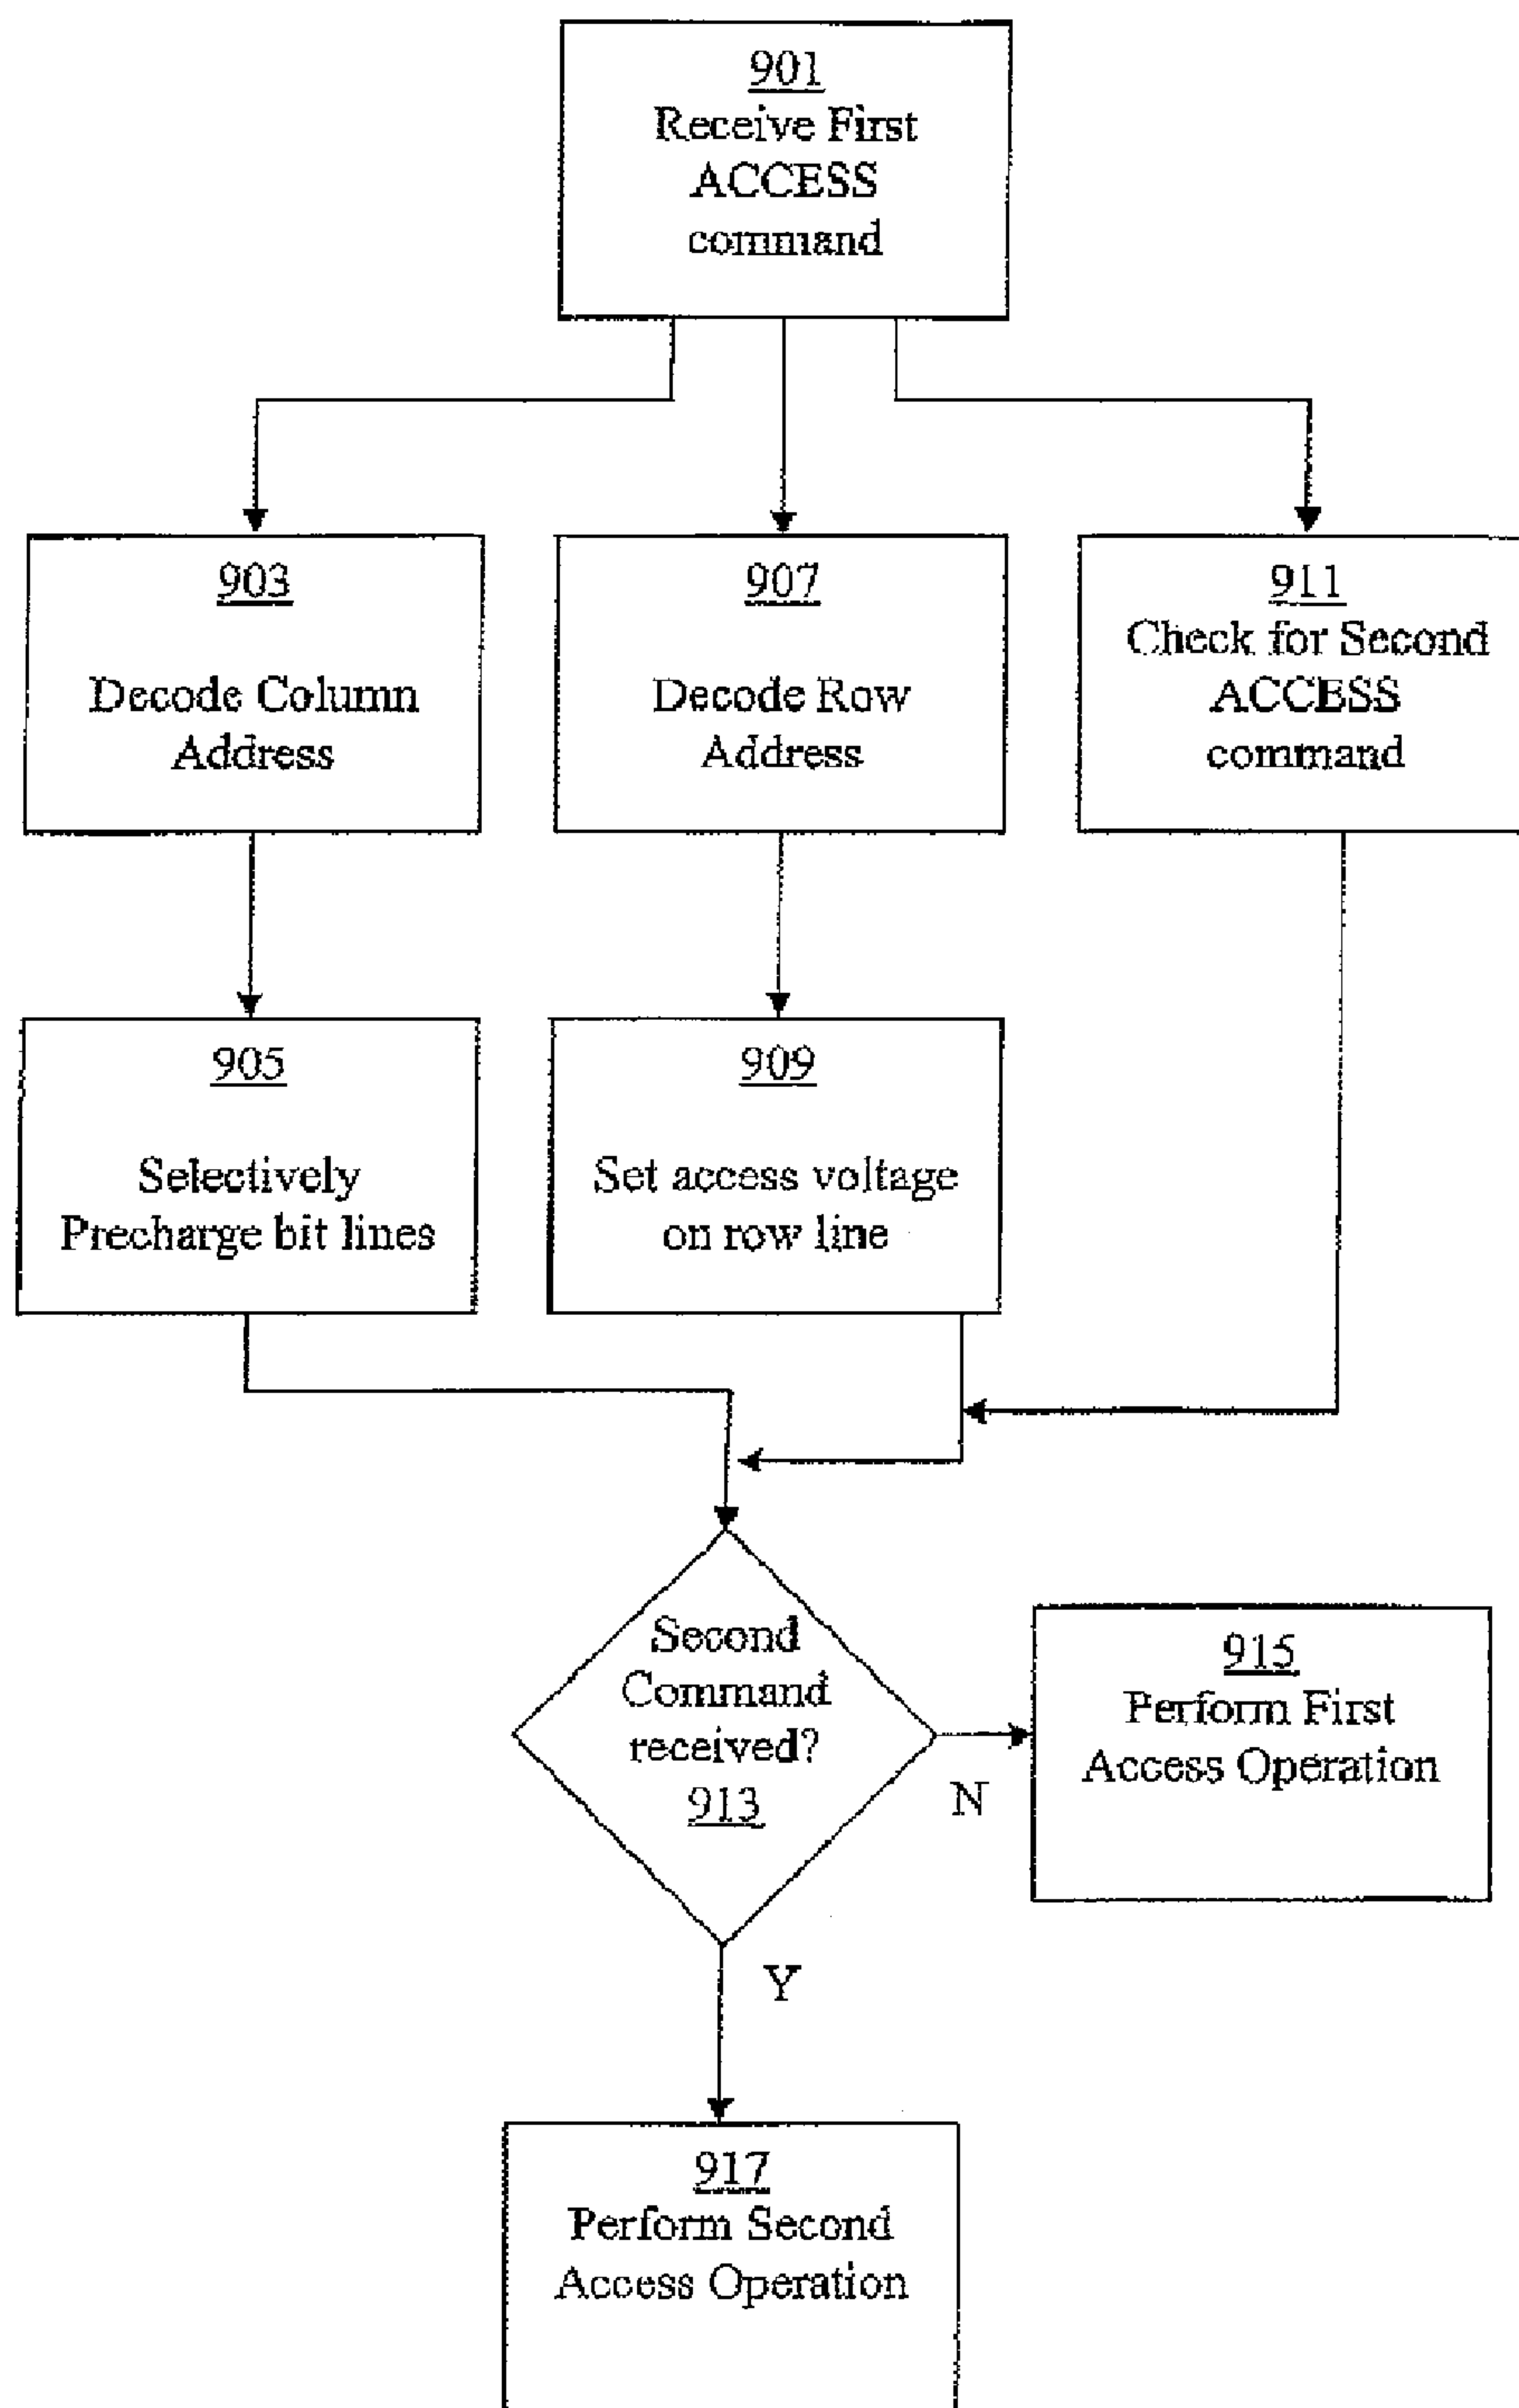 901
Receive First
ACCESS
command
903
Decode Column
Address
907
Decode Row
Address
911
Check for Second
ACCESS
command
905
Selectively
Precharge bit lines
909
Set access voltage
on row line
Second
Command
received?
913
N
915
Perform First
Access Operation
Y
917
Perform Second
Access Operation